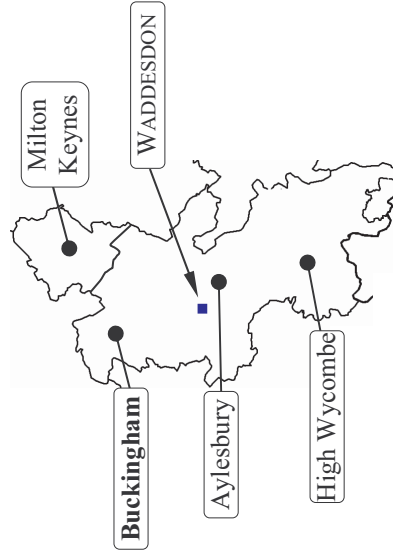 Milton
Keynes
WADDESDON
Buckingham
Aylesbury
High Wycombe